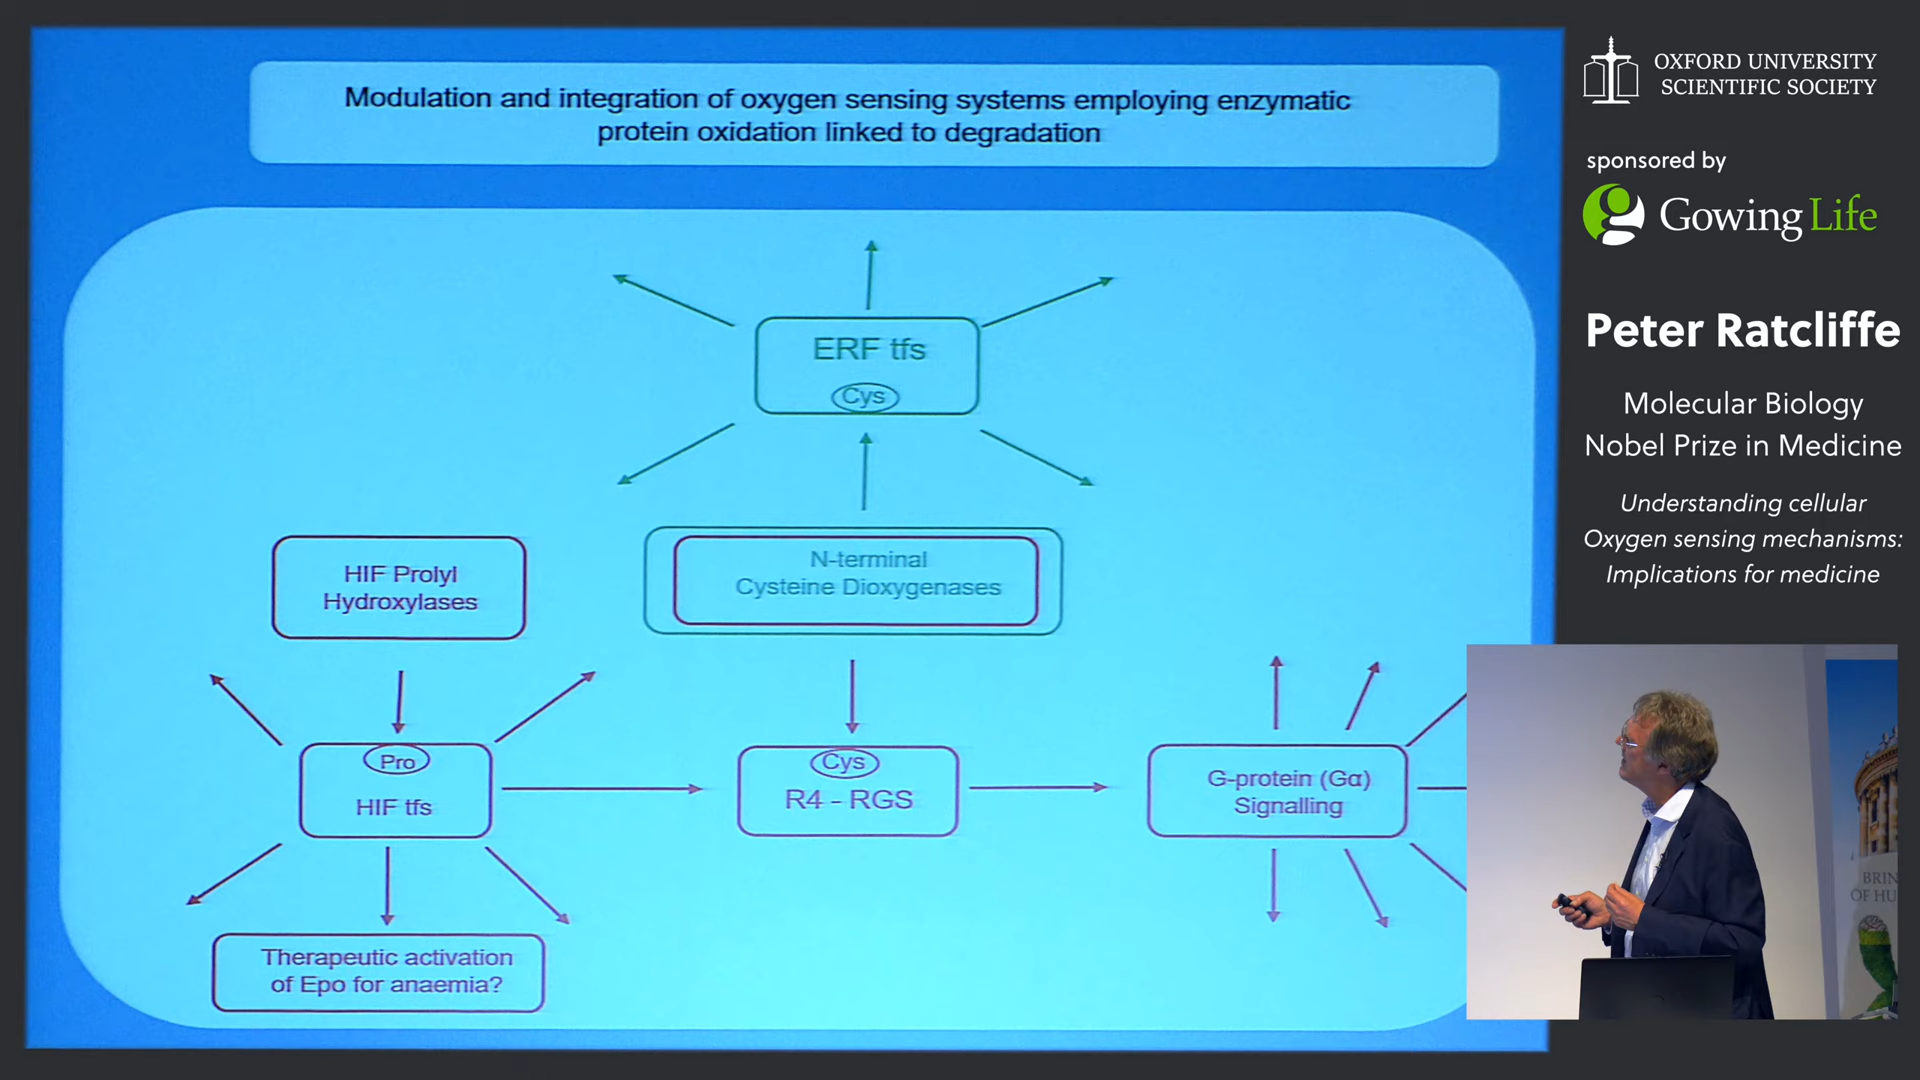 Modulation and integration of oxygen sensing systems employing enzymatic
protein oxidation linked to degradation
ERF tfs
Cys
N-terminal
Cysteine Dioxygenases
HIF Prolyl
Hydroxylases
Pro
HIF tfs
Cys
R4 - RGS
G-protein (Gα)
Signalling
Therapeutic activation
of Epo for anaemia?
OXFORD UNIVERSITY
SCIENTIFIC SOCIETY
sponsored by
Gowing Life
Peter Ratcliffe
Molecular Biology
Nobel Prize in Medicine
Understanding cellular
Oxygen sensing mechanisms:
Implications for medicine
BRIN
OF HU